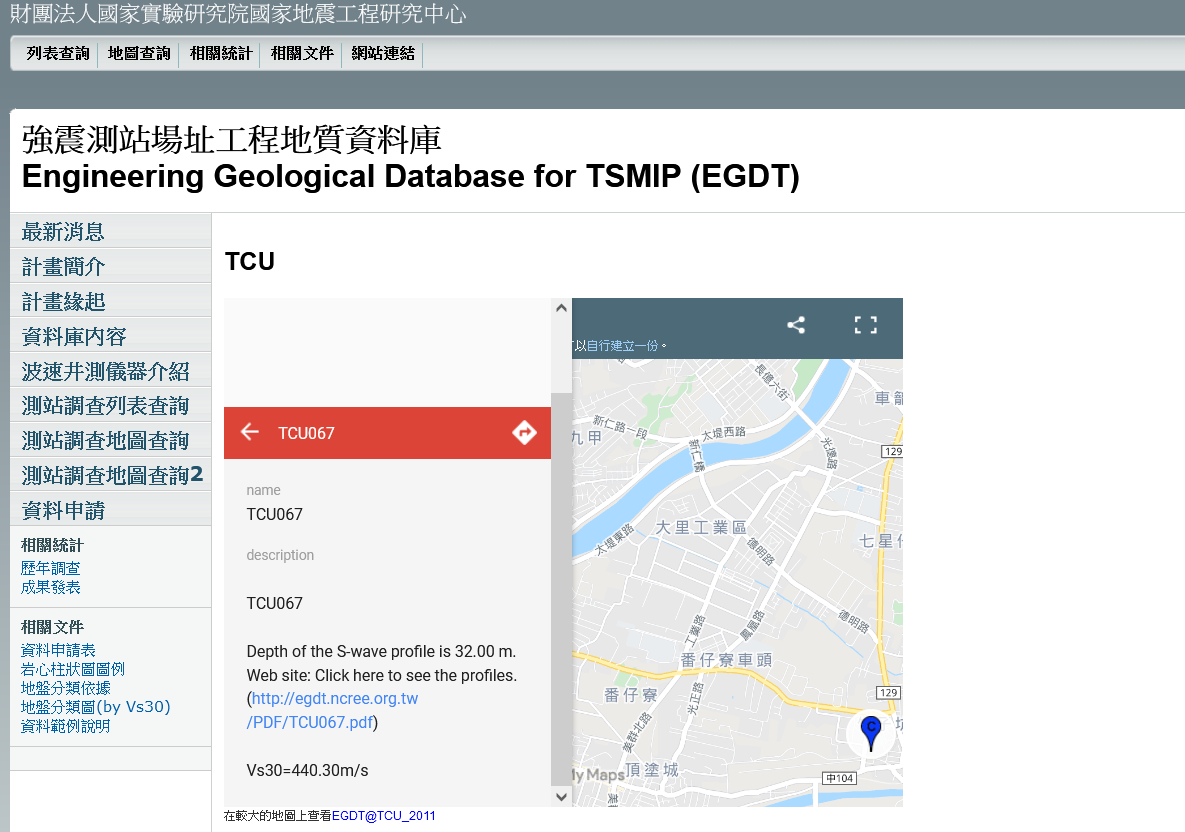 財團法人國家實驗研究院國家地震工程研究中心
列表查詢 地圖查詢 相關統計 相關文件 網站連結
強震測站場址工程地質資料庫
Engineering Geological Database for TSMIP (EGDT)
最新消息
計畫簡介
計畫緣起
資料庫內容
波速井測儀器介紹
測站調查列表查詢
測站調查地圖查詢
測站調查地圖查詢2
資料申請
相關統計
歷年調查
成果發表
相關文件
資料申請表
岩心柱狀圖圖例
地盤分類依據
地盤分類圖(by Vs30)
資料範例說明
TCU
以自行建立一份。
TCU067
name
TCU067
description
TCU067
Depth of the S-wave profile is 32.00 m.
Web site: Click here to see the profiles.
(http://egdt.ncree.org.tw
/PDF/TCU067.pdf)
Vs30=440.30m/s
長億六街
車籠
新仁路一段
九甲
太堤西路
新仁橋
129
太堤東路
大里工業區
德明路
七星
工業路
鳳凰路
德明路
番仔寮車頭
番仔寮
光正路
129
美群北路
C
My Maps
頂塗城
中104
在較大的地圖上查看EGDT@TCU_2011